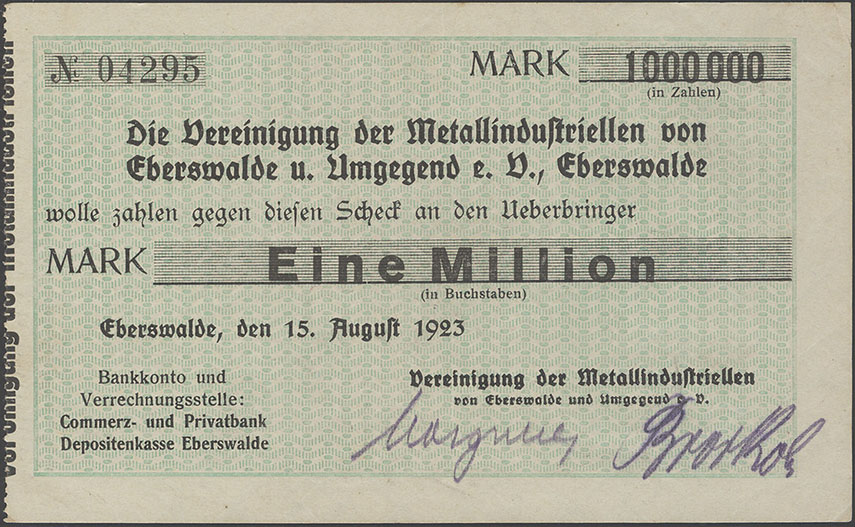 № 04295
MARK 1000000
(in Zahlen)
Die Vereinigung der Metallindustriellen von
Eberswalde u. Umgegend e. V., Eberswalde
wolle zahlen gegen diesen Scheck an den Ueberbringer
MARK Eine Million
(in Buchstaben)
Eberswalde, den 15. August 1923
Bankkonto und
Verrechnungsstelle:
Commerz- und Privatbank
Depositenkasse Eberswalde
Vereinigung der Metallindustriellen
von Eberswalde und Umgegend e. V.